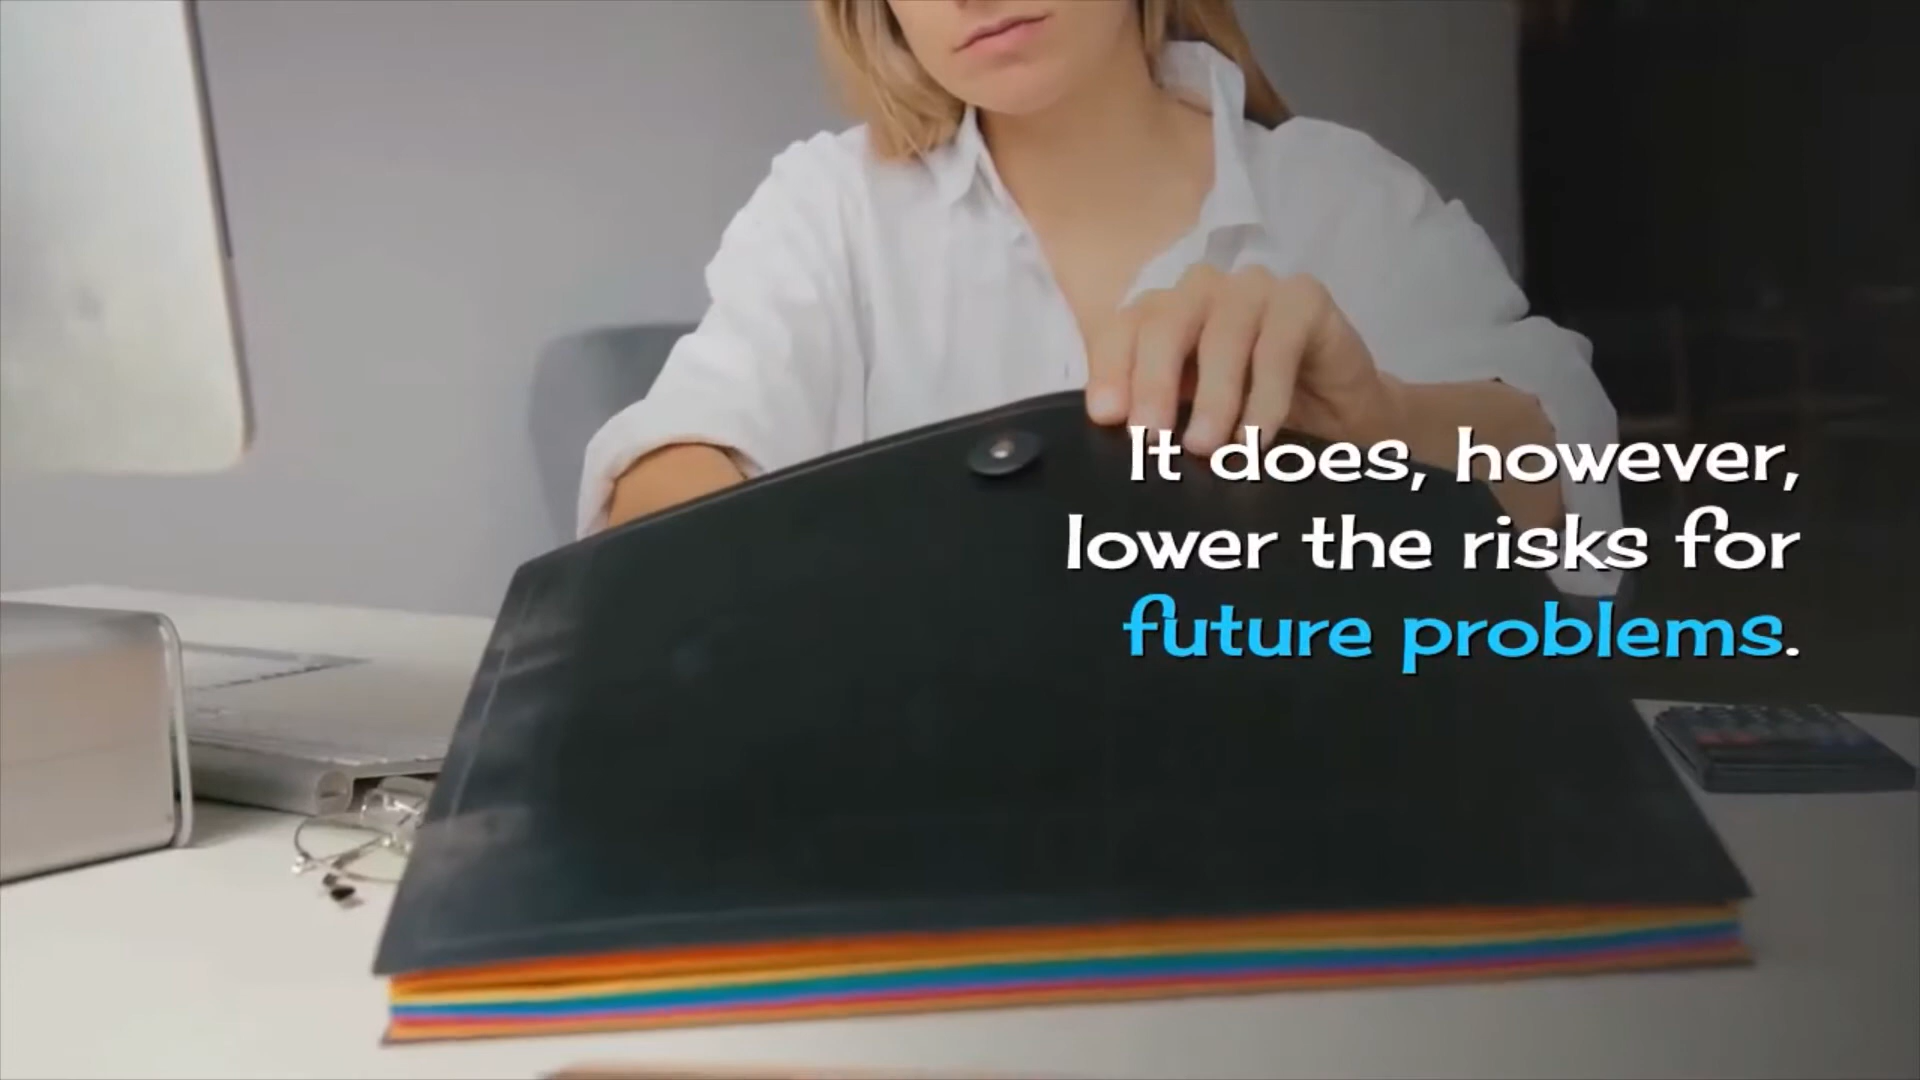 It does, however,
lower the risks for
future problems.